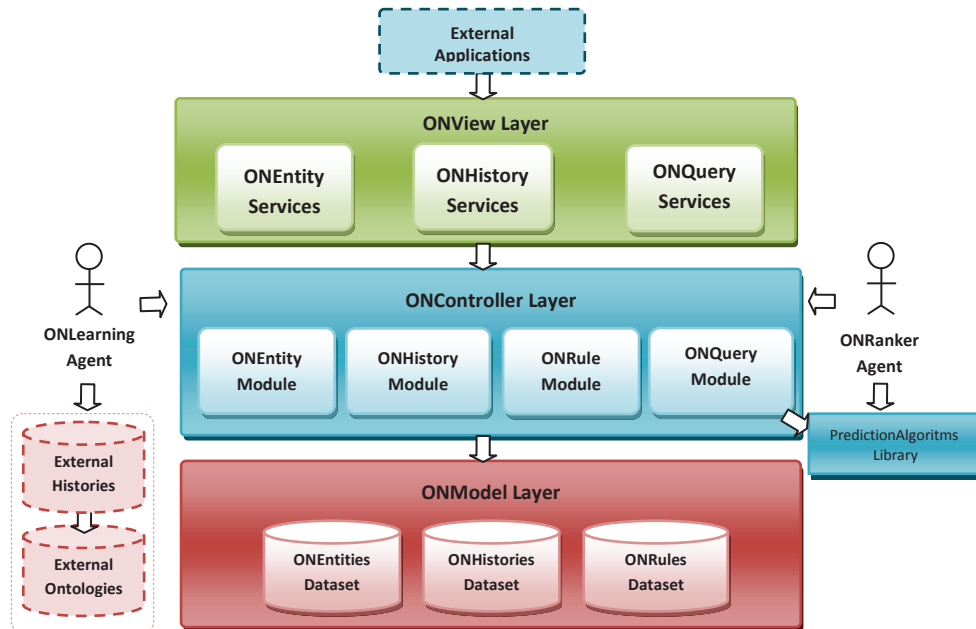 External
Applications
ONView Layer
ONEntity
Services
ONHistory
Services
ONQuery
Services
ONController Layer
ONLearning
Agent
ONRanker
Agent
ONEntity
Module
ONHistory
Module
ONRule
Module
ONQuery
Module
PredictionAlgoritms
Library
External
Histories
External
Ontologies
ONModel Layer
ONEntities
Dataset
ONHistories
Dataset
ONRules
Dataset